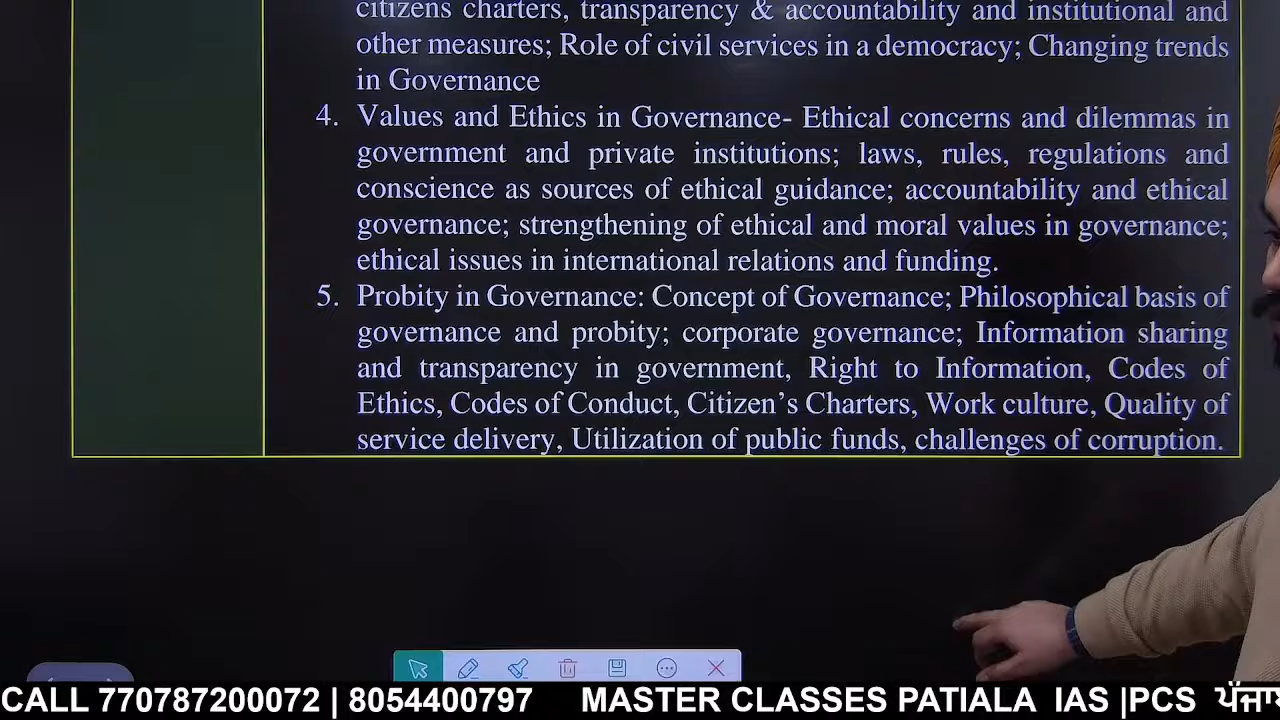 citizens charters, transparency & accountability and institutional and
other measures; Role of civil services in a democracy; Changing trends
in Governance
4. Values and Ethics in Governance- Ethical concerns and dilemmas in
government and private institutions; laws, rules, regulations and
conscience as sources of ethical guidance; accountability and ethical
governance; strengthening of ethical and moral values in governance;
ethical issues in international relations and funding.
5. Probity in Governance: Concept of Governance; Philosophical basis of
governance and probity; corporate governance; Information sharing
and transparency in government, Right to Information, Codes of
Ethics, Codes of Conduct, Citizen's Charters, Work culture, Quality of
service delivery, Utilization of public funds, challenges of corruption.
CALL 770787200072 | 8054400797 MASTER CLASSES PATIALA IAS |PCS